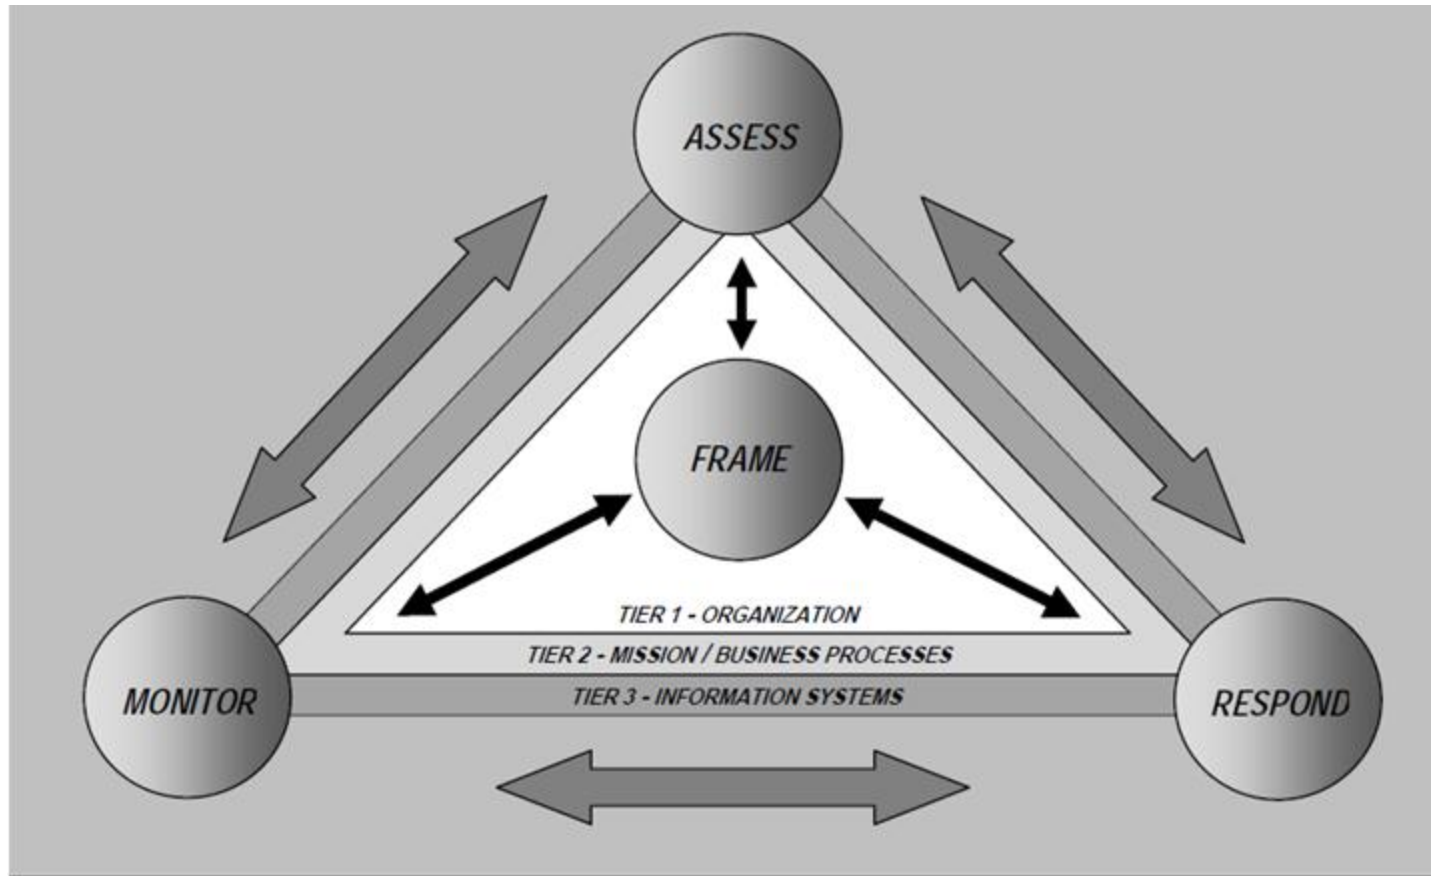 ASSESS
FRAME
TIER 1 - ORGANIZATION
TIER 2 - MISSION / BUSINESS PROCESSES
TIER 3 - INFORMATION SYSTEMS
MONITOR
RESPOND